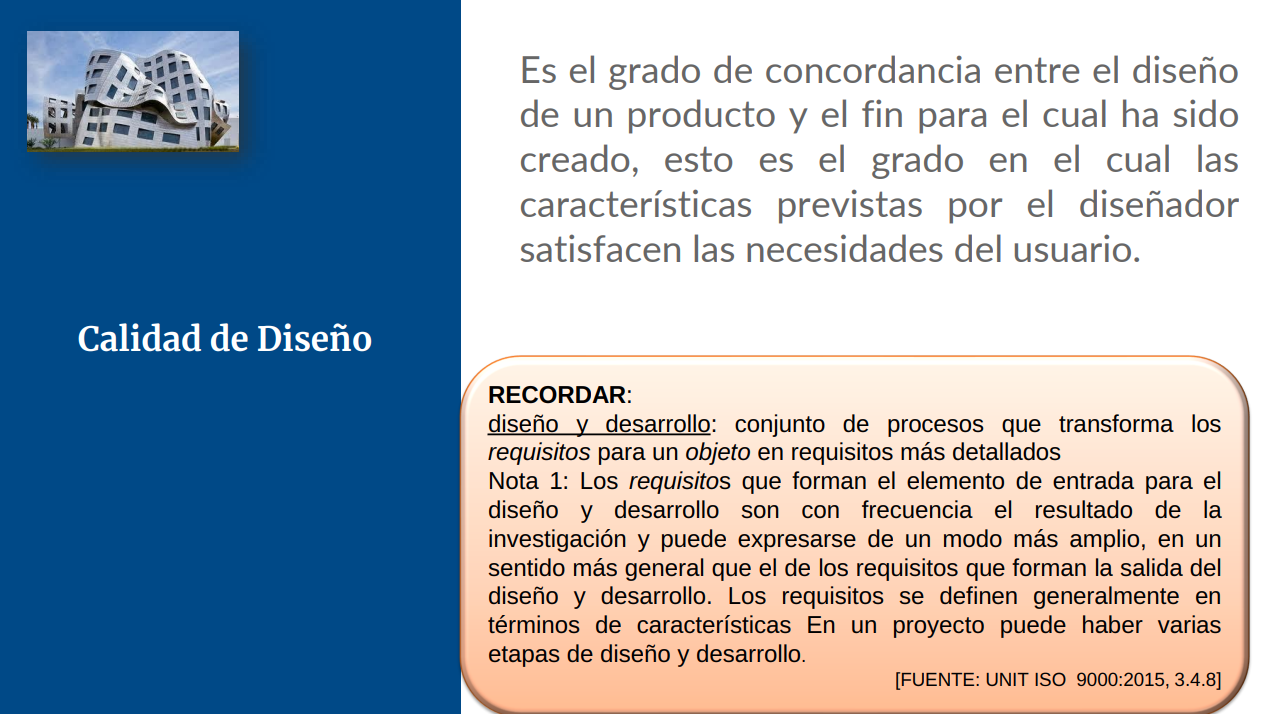 Calidad de Diseño
Es el grado de concordancia entre el diseño
de un producto y el fin para el cual ha sido
creado, esto es el grado en el cual las
características previstas por el diseñador
satisfacen las necesidades del usuario.
RECORDAR:
diseño y desarrollo: conjunto de procesos que transforma los
requisitos para un objeto en requisitos más detallados
Nota 1: Los requisitos que forman el elemento de entrada para el
diseño y desarrollo son con frecuencia el resultado de la
investigación y puede expresarse de un modo más amplio, en un
sentido más general que el de los requisitos que forman la salida del
diseño y desarrollo. Los requisitos se definen generalmente en
términos de características En un proyecto puede haber varias
etapas de diseño y desarrollo.
[FUENTE: UNIT ISO 9000:2015, 3.4.8]